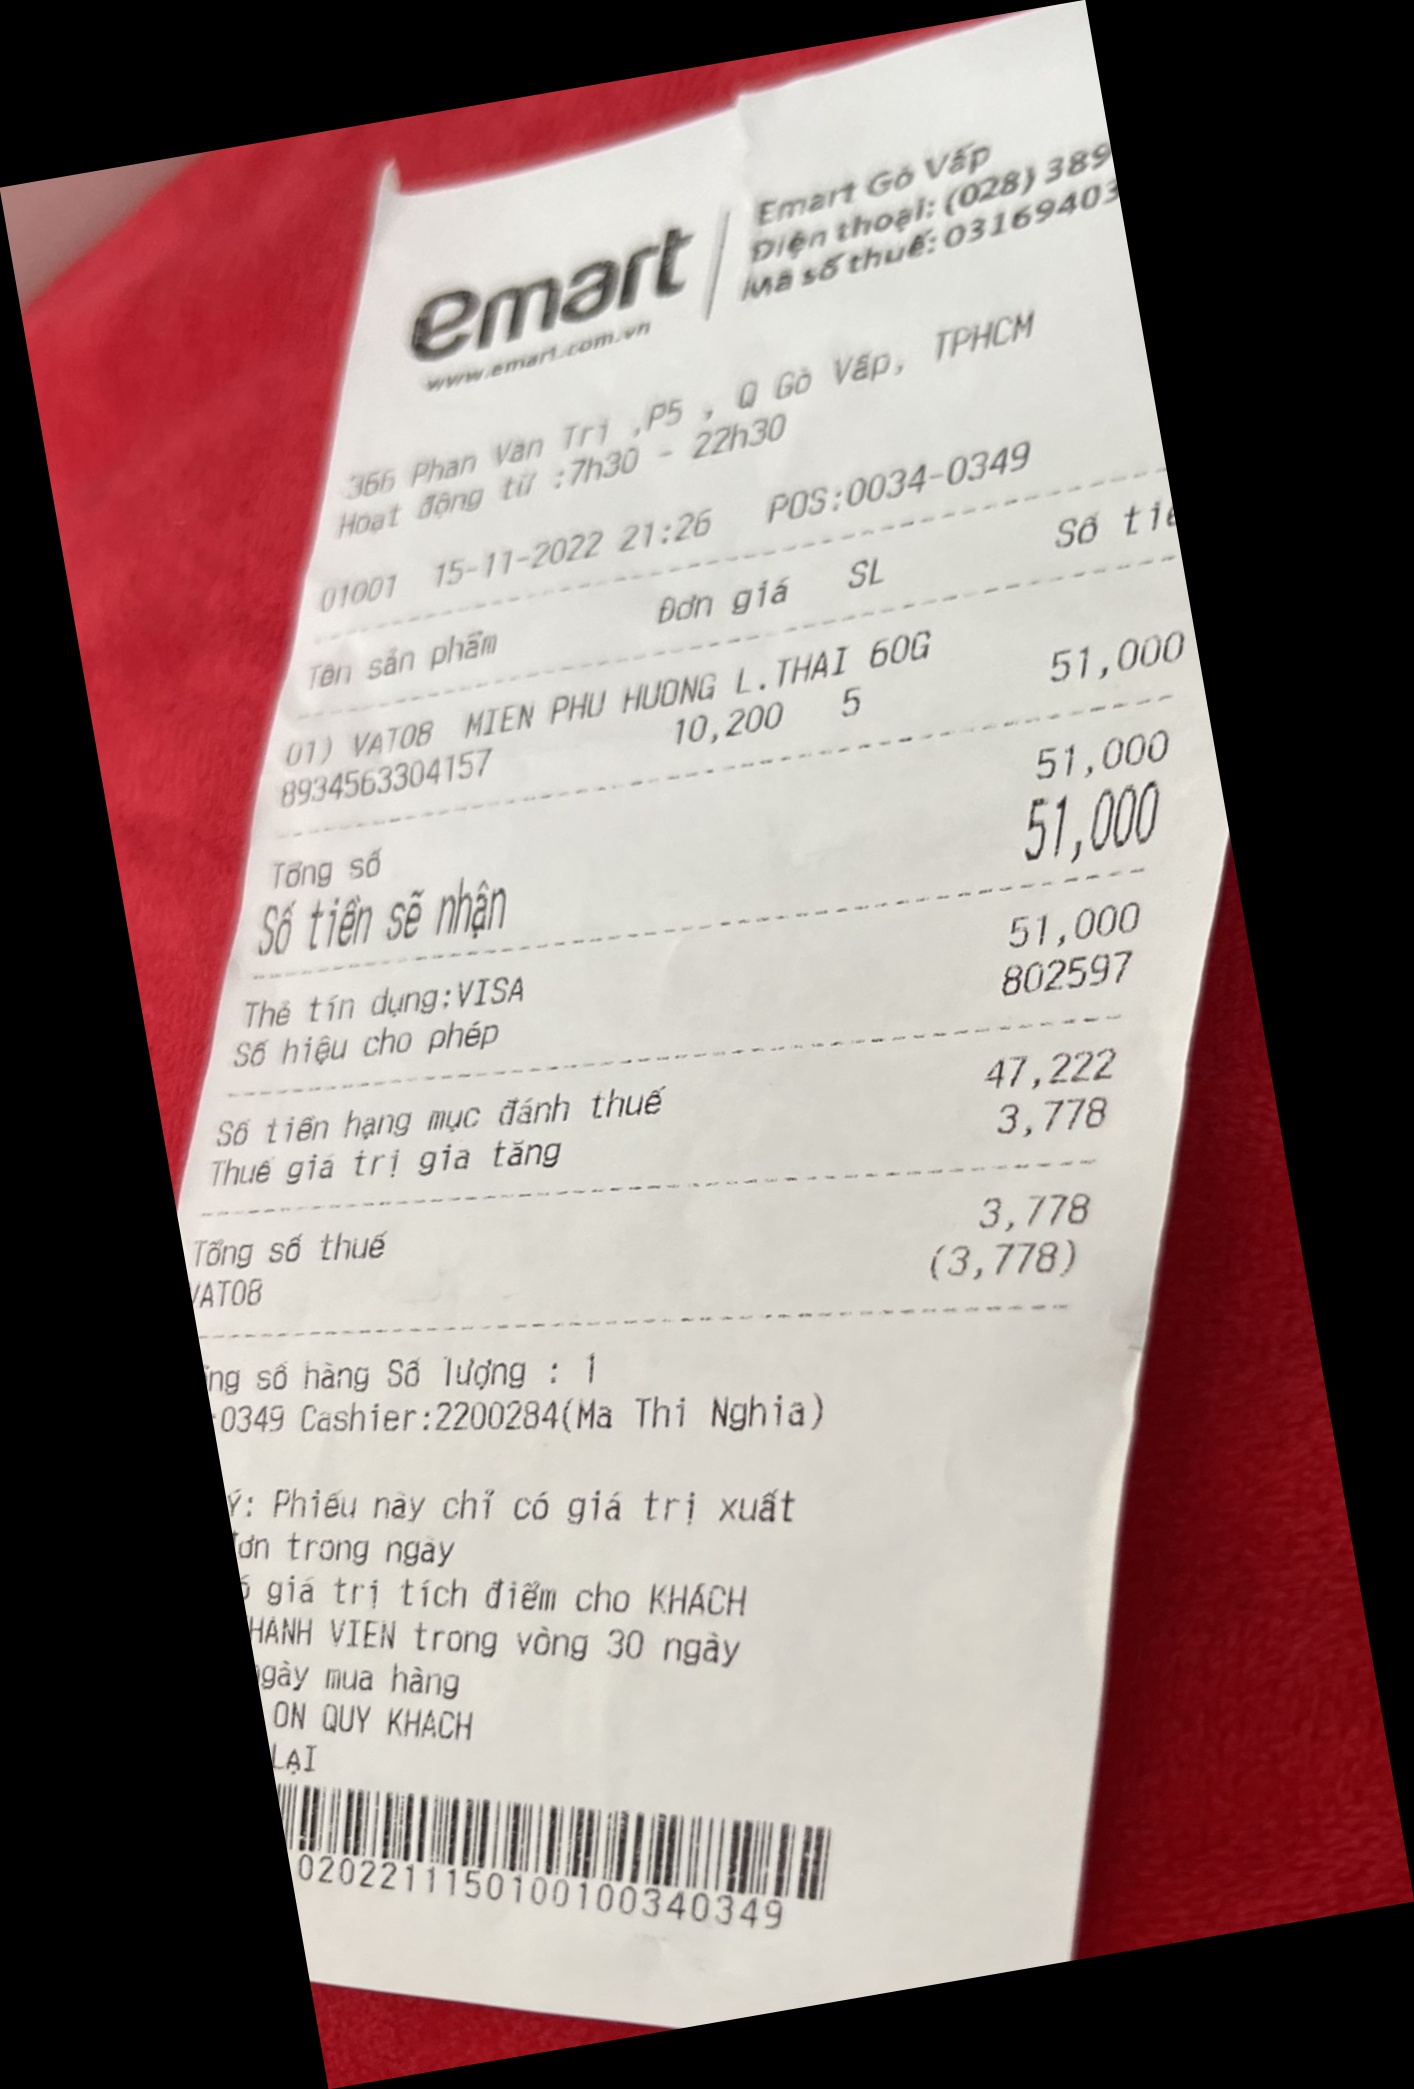 emart
www.emart.com.vn
Emart Gò Vấp
Điện thoại: (028) 389
Mã số thuế: 03169403
366 Phan Văn Trị ,P5 , Q Gò Vấp, TPHCM
Hoạt động từ :7h30 - 22h30
01001 15-11-2022 21:26 POS:0034-0349
Tên sản phẩm Đơn giá SL Số tiề
01) VAT08 MIEN PHU HUONG L.THAI 60G
8934563304157 10,200 5 51,000
Tổng số 51,000
Số tiền sẽ nhận 51,000
Thẻ tín dụng:VISA 51,000
Số hiệu cho phép 802597
Số tiền hạng mục đánh thuế 47,222
Thuế giá trị gia tăng 3,778
Tổng số thuế 3,778
VAT08 (3,778)
ng số hàng Số lượng : 1
0349 Cashier:2200284(Ma Thi Nghia)
Ý: Phiếu này chỉ có giá trị xuất
ơn trong ngày
ó giá trị tích điểm cho KHÁCH
HÀNH VIÊN trong vòng 30 ngày
gày mua hàng
ON QUY KHACH
LẠI
0202211150100100340349